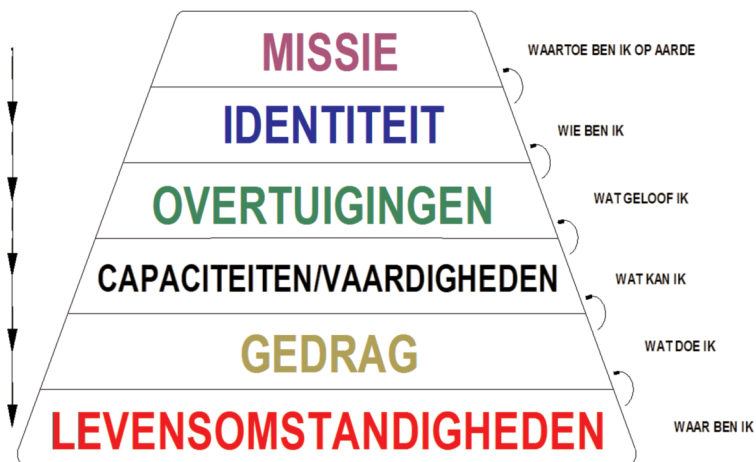 MISSIE
WAARTOE BEN IK OP AARDE
IDENTITEIT
WIE BEN IK
OVERTUIGINGEN
WAT GELOOF IK
CAPACITEITEN/VAARDIGHEDEN
WAT KAN IK
GEDRAG
WAT DOE IK
LEVENSOMSTANDIGHEDEN
WAAR BEN IK